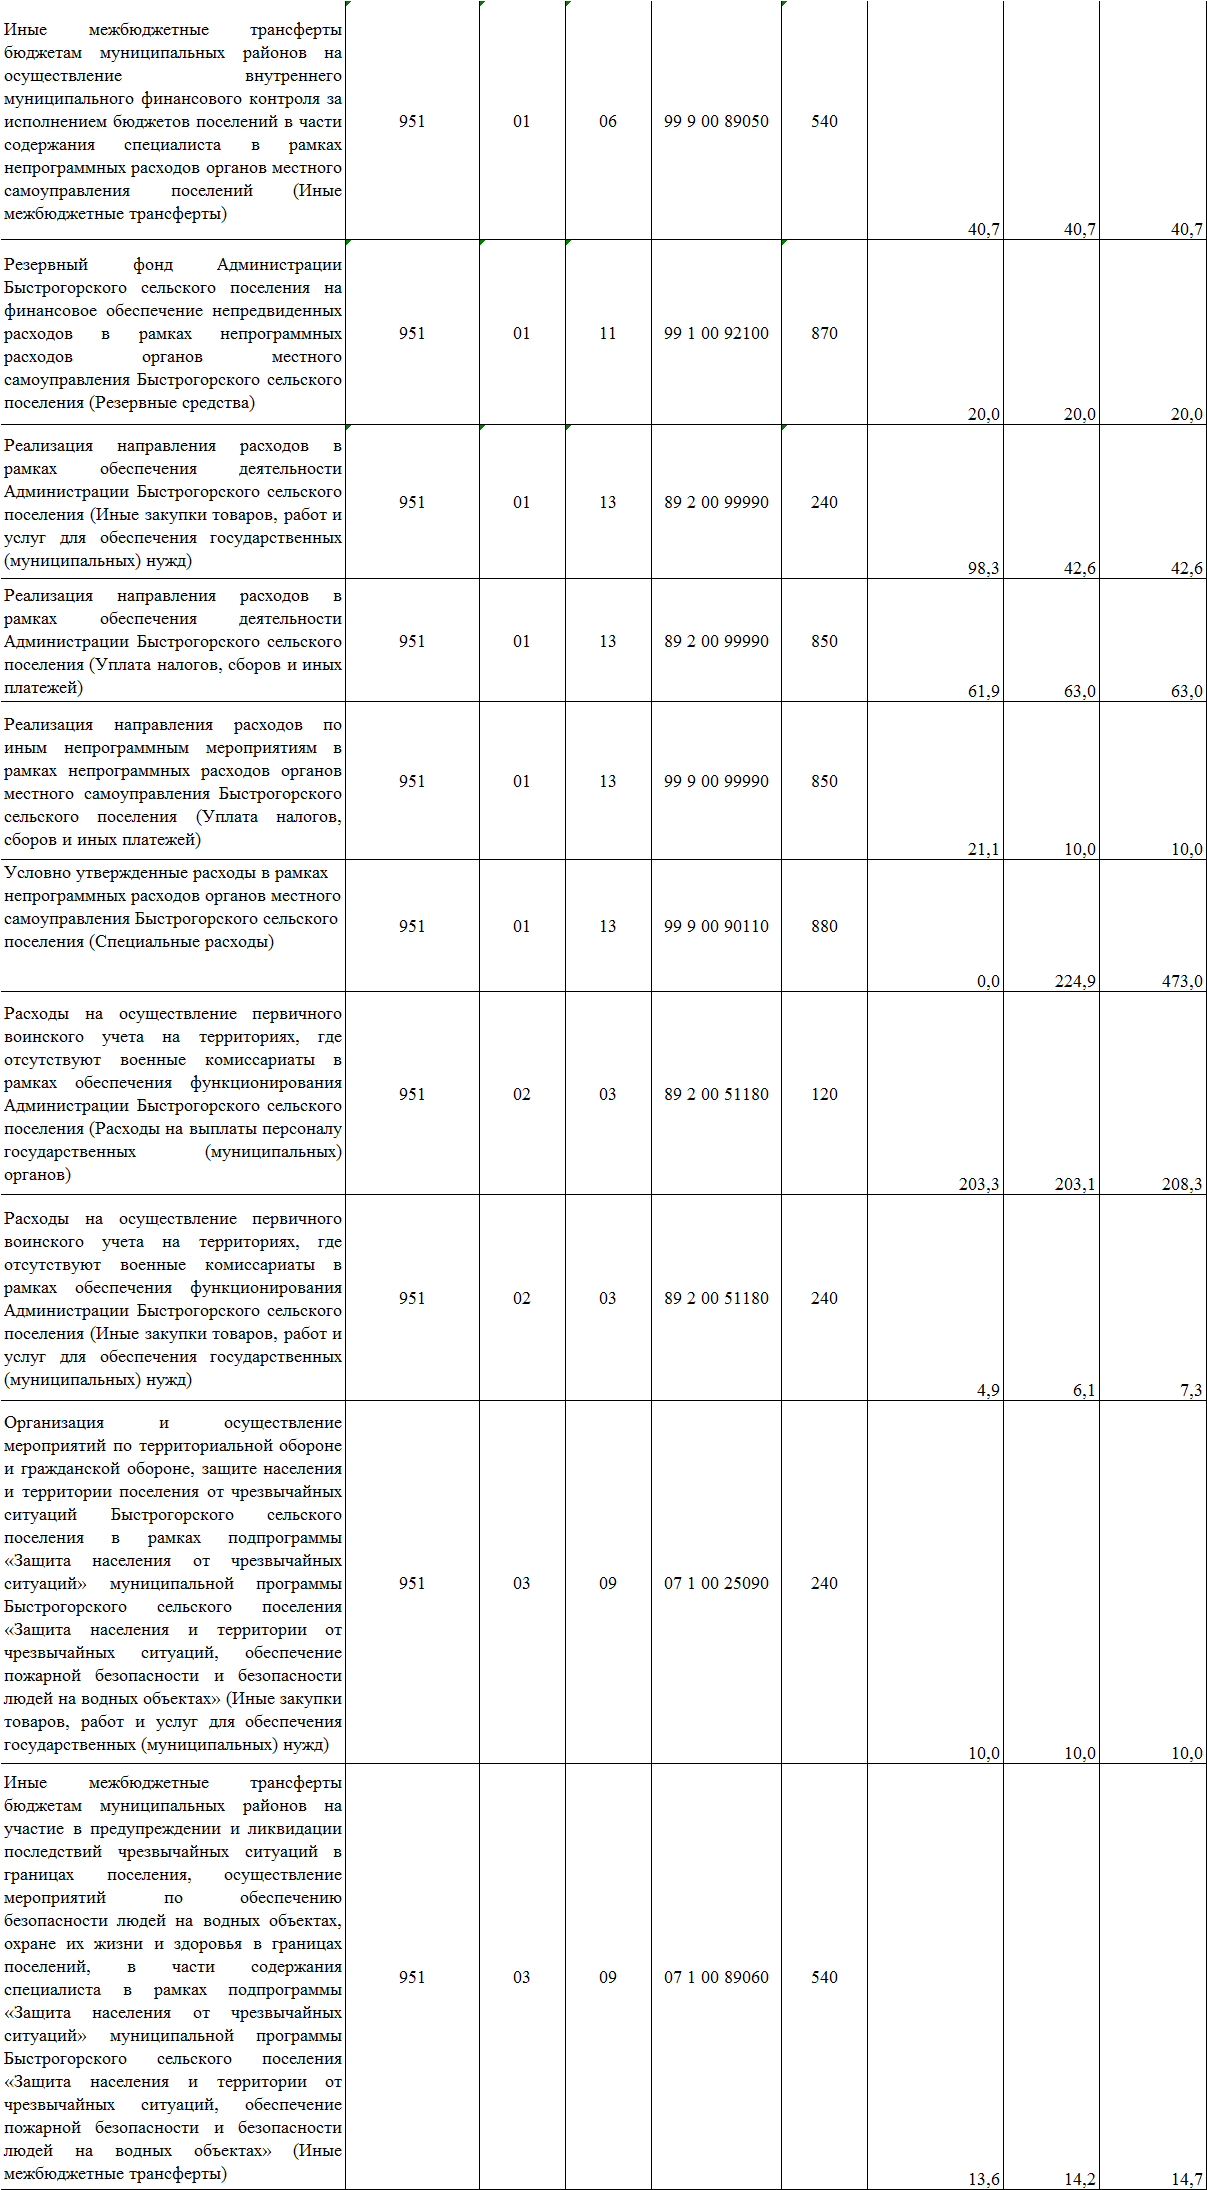 Иные межбюджетные трансферты
бюджетам муниципальных районов на
осуществление внутреннего
муниципального финансового контроля за
исполнением бюджетов поселений в части
содержания специалиста в рамках
непрограммных расходов органов местного
самоуправления поселений (Иные
межбюджетные трансферты)
951 01 06 99 9 00 89050 540
40,7 40,7 40,7
Резервный фонд Администрации
Быстрогорского сельского поселения на
финансовое обеспечение непредвиденных
расходов в рамках непрограммных
расходов органов местного
самоуправления Быстрогорского сельского
поселения (Резервные средства)
951 01 11 99 1 00 92100 870
20,0 20,0 20,0
Реализация направления расходов в
рамках обеспечения деятельности
Администрации Быстрогорского сельского
поселения (Иные закупки товаров, работ и
услуг для обеспечения государственных
(муниципальных) нужд)
951 01 13 89 2 00 99990 240
98,3 42,6 42,6
Реализация направления расходов в
рамках обеспечения деятельности
Администрации Быстрогорского сельского
поселения (Уплата налогов, сборов и иных
платежей)
951 01 13 89 2 00 99990 850
61,9 63,0 63,0
Реализация направления расходов по
иным непрограммным мероприятиям в
рамках непрограммных расходов органов
местного самоуправления Быстрогорского
сельского поселения (Уплата налогов,
сборов и иных платежей)
951 01 13 99 9 00 99990 850
21,1 10,0 10,0
Условно утвержденные расходы в рамках
непрограммных расходов органов местного
самоуправления Быстрогорского сельского
поселения (Специальные расходы)
951 01 13 99 9 00 90110 880
0,0 224,9 473,0
Расходы на осуществление первичного
воинского учета на территориях, где
отсутствуют военные комиссариаты в
рамках обеспечения функционирования
Администрации Быстрогорского сельского
поселения (Расходы на выплаты персоналу
государственных (муниципальных)
органов)
951 02 03 89 2 00 51180 120
203,3 203,1 208,3
Расходы на осуществление первичного
воинского учета на территориях, где
отсутствуют военные комиссариаты в
рамках обеспечения функционирования
Администрации Быстрогорского сельского
поселения (Иные закупки товаров, работ и
услуг для обеспечения государственных
(муниципальных) нужд)
951 02 03 89 2 00 51180 240
4,9 6,1 7,3
Организация и осуществление
мероприятий по территориальной обороне
и гражданской обороне, защите населения
и территории поселения от чрезвычайных
ситуаций Быстрогорского сельского
поселения в рамках подпрограммы
«Защита населения от чрезвычайных
ситуаций» муниципальной программы
Быстрогорского сельского поселения
«Защита населения и территории от
чрезвычайных ситуаций, обеспечение
пожарной безопасности и безопасности
людей на водных объектах» (Иные закупки
товаров, работ и услуг для обеспечения
государственных (муниципальных) нужд)
951 03 09 07 1 00 25090 240
10,0 10,0 10,0
Иные межбюджетные трансферты
бюджетам муниципальных районов на
участие в предупреждении и ликвидации
последствий чрезвычайных ситуаций в
границах поселения, осуществление
мероприятий по обеспечению
безопасности людей на водных объектах,
охране их жизни и здоровья в границах
поселений, в части содержания
специалиста в рамках подпрограммы
«Защита населения от чрезвычайных
ситуаций» муниципальной программы
Быстрогорского сельского поселения
«Защита населения и территории от
чрезвычайных ситуаций, обеспечение
пожарной безопасности и безопасности
людей на водных объектах» (Иные
межбюджетные трансферты)
951 03 09 07 1 00 89060 540
13,6 14,2 14,7